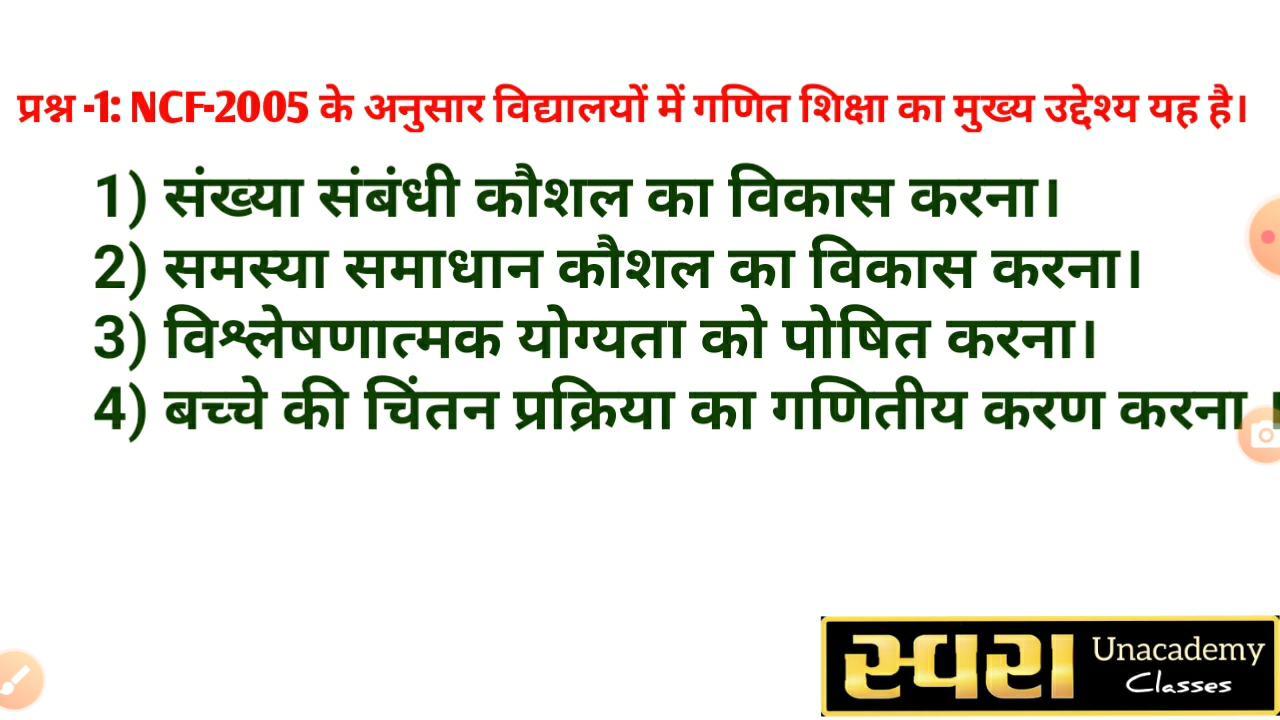 प्रश्न -1: NCF-2005 के अनुसार विद्यालयों में गणित शिक्षा का मुख्य उद्देश्य यह है।
1) संख्या संबंधी कौशल का विकास करना।
2) समस्या समाधान कौशल का विकास करना।
3) विश्लेषणात्मक योग्यता को पोषित करना।
4) बच्चे की चिंतन प्रक्रिया का गणितीय करण करना ।
स्वरा Unacademy
Classes